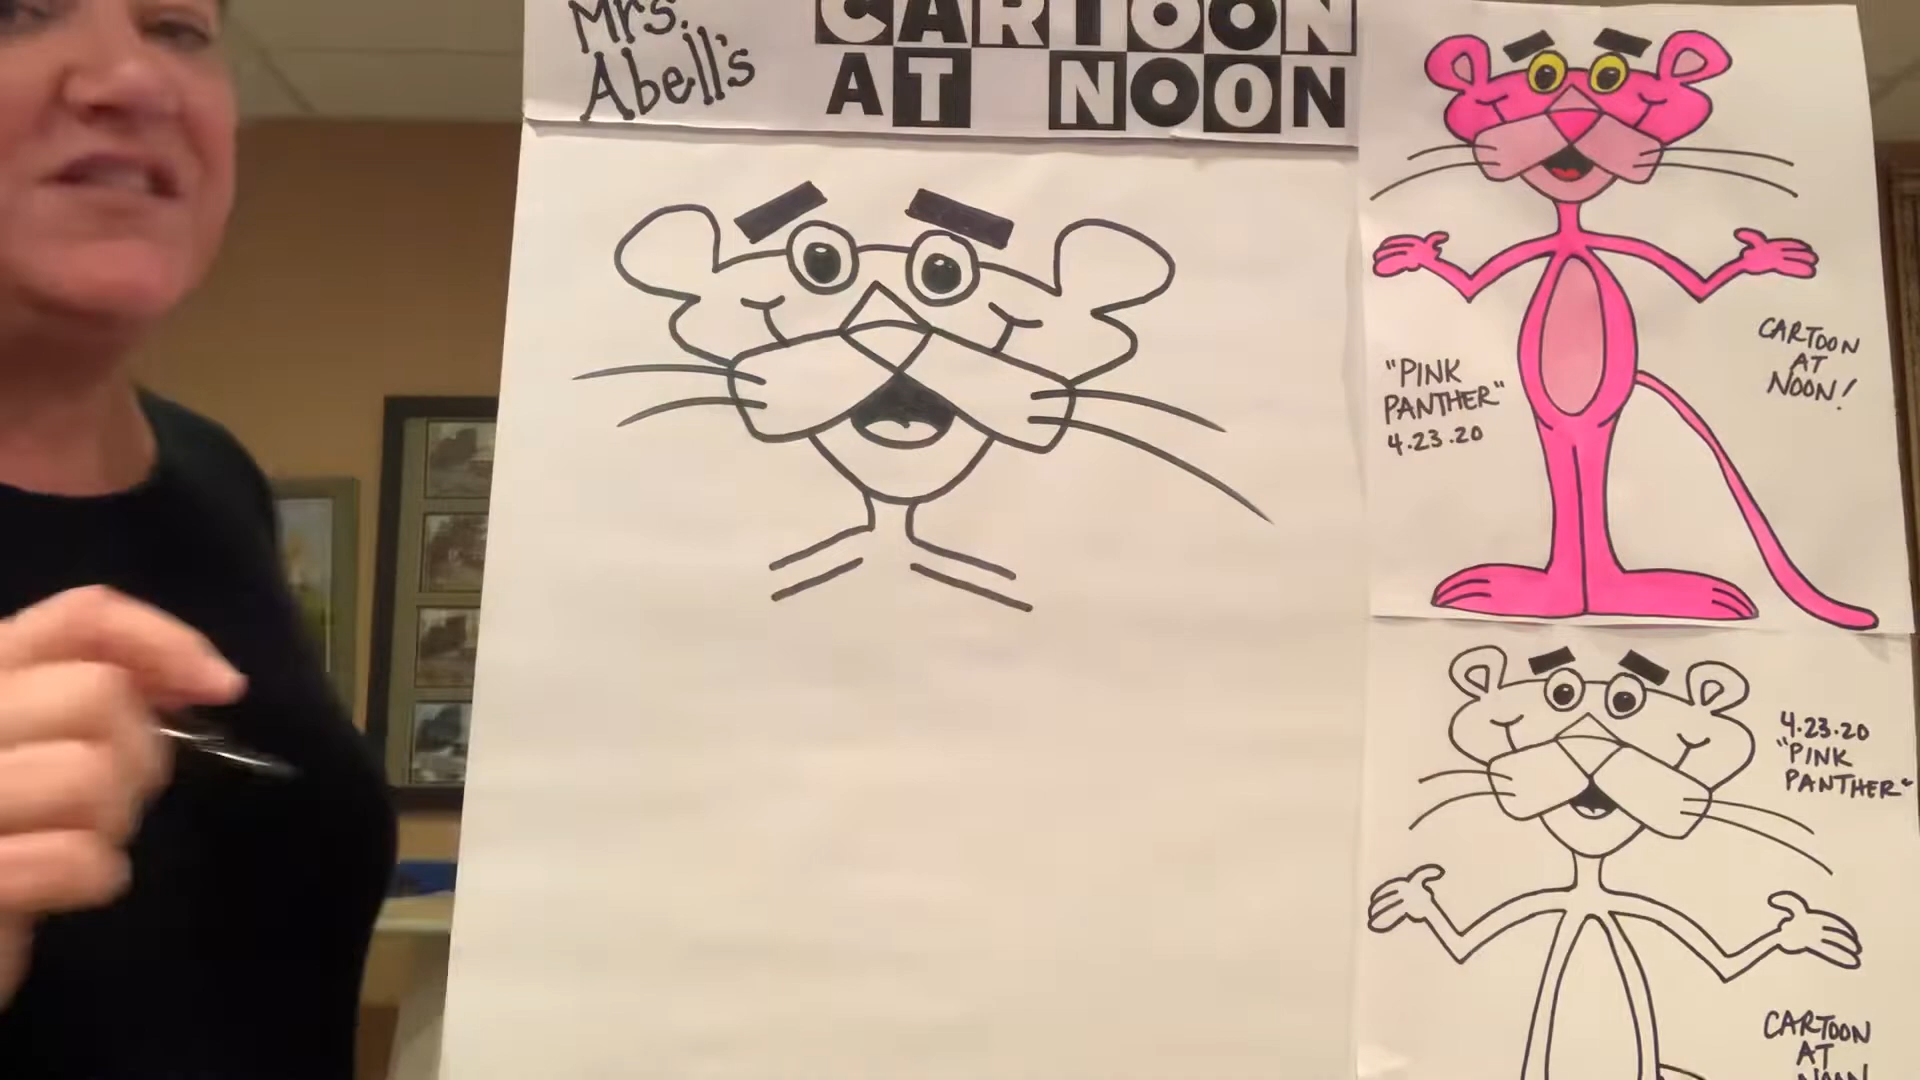 Mrs.
Abell's
CARTOON
AT NOON
"PINK
PANTHER"
4.23.20
CARTOON
AT
NOON!
4.23.20
"PINK
PANTHER"
CARTOON
AT
NOON